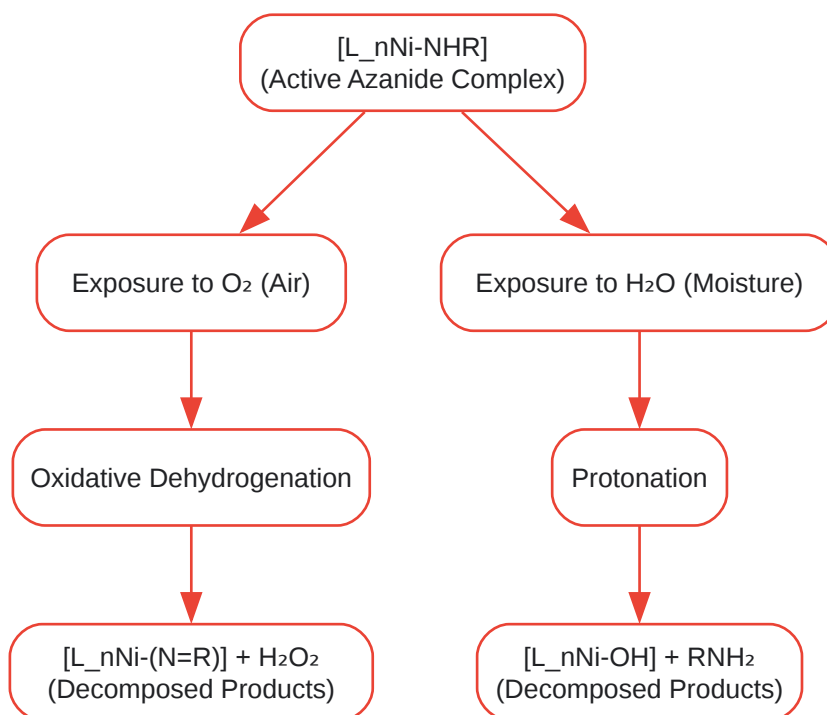 [L_nNi-NHR]
(Active Azanide Complex)
Exposure to O₂ (Air)
Exposure to H₂O (Moisture)
Oxidative Dehydrogenation
Protonation
[L_nNi-(N=R)] + H₂O₂
(Decomposed Products)
[L_nNi-OH] + RNH₂
(Decomposed Products)